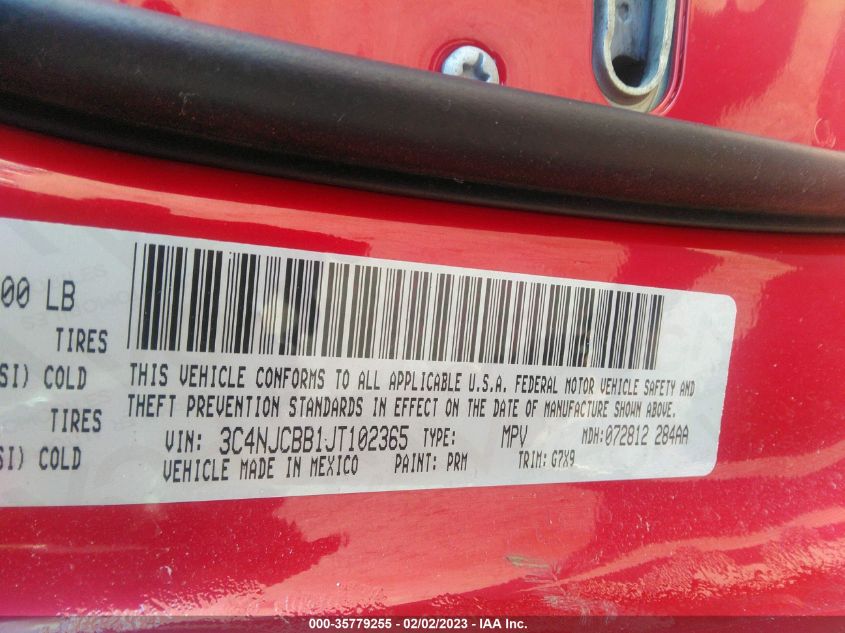 00 LB
TIRES
SI) COLD
TIRES
SI) COLD
THIS VEHICLE CONFORMS TO ALL APPLICABLE U.S.A. FEDERAL MOTOR VEHICLE SAFETY AND
THEFT PREVENTION STANDARDS IN EFFECT ON THE DATE OF MANUFACTURE SHOWN ABOVE.
VIN: 3C4NJCBB1JT102365 TYPE: MPV MDH:072812 284AA
VEHICLE MADE IN MEXICO PAINT: PRM TRIM: G7X9
000-35779255 - 02/02/2023 - IAA Inc.